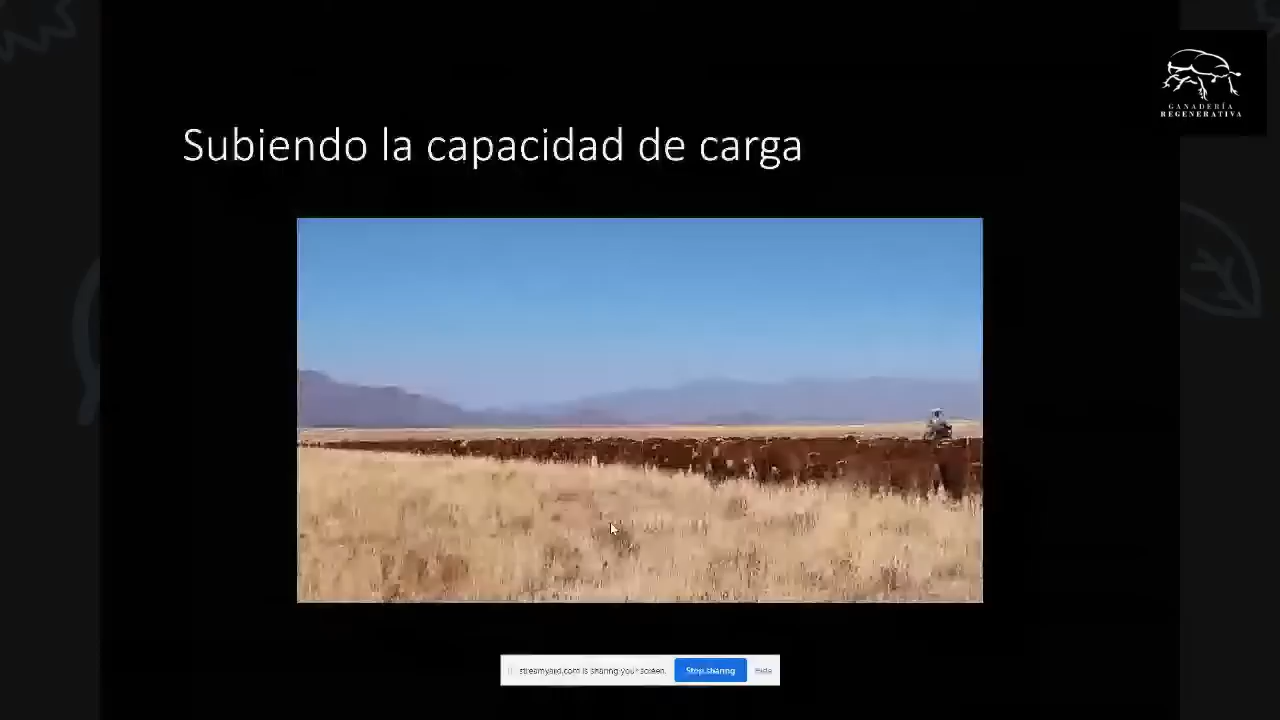 GANADERÍA
REGENERATIVA
Subiendo la capacidad de carga
streamyard.com is sharing your screen.
Stop sharing
Hide